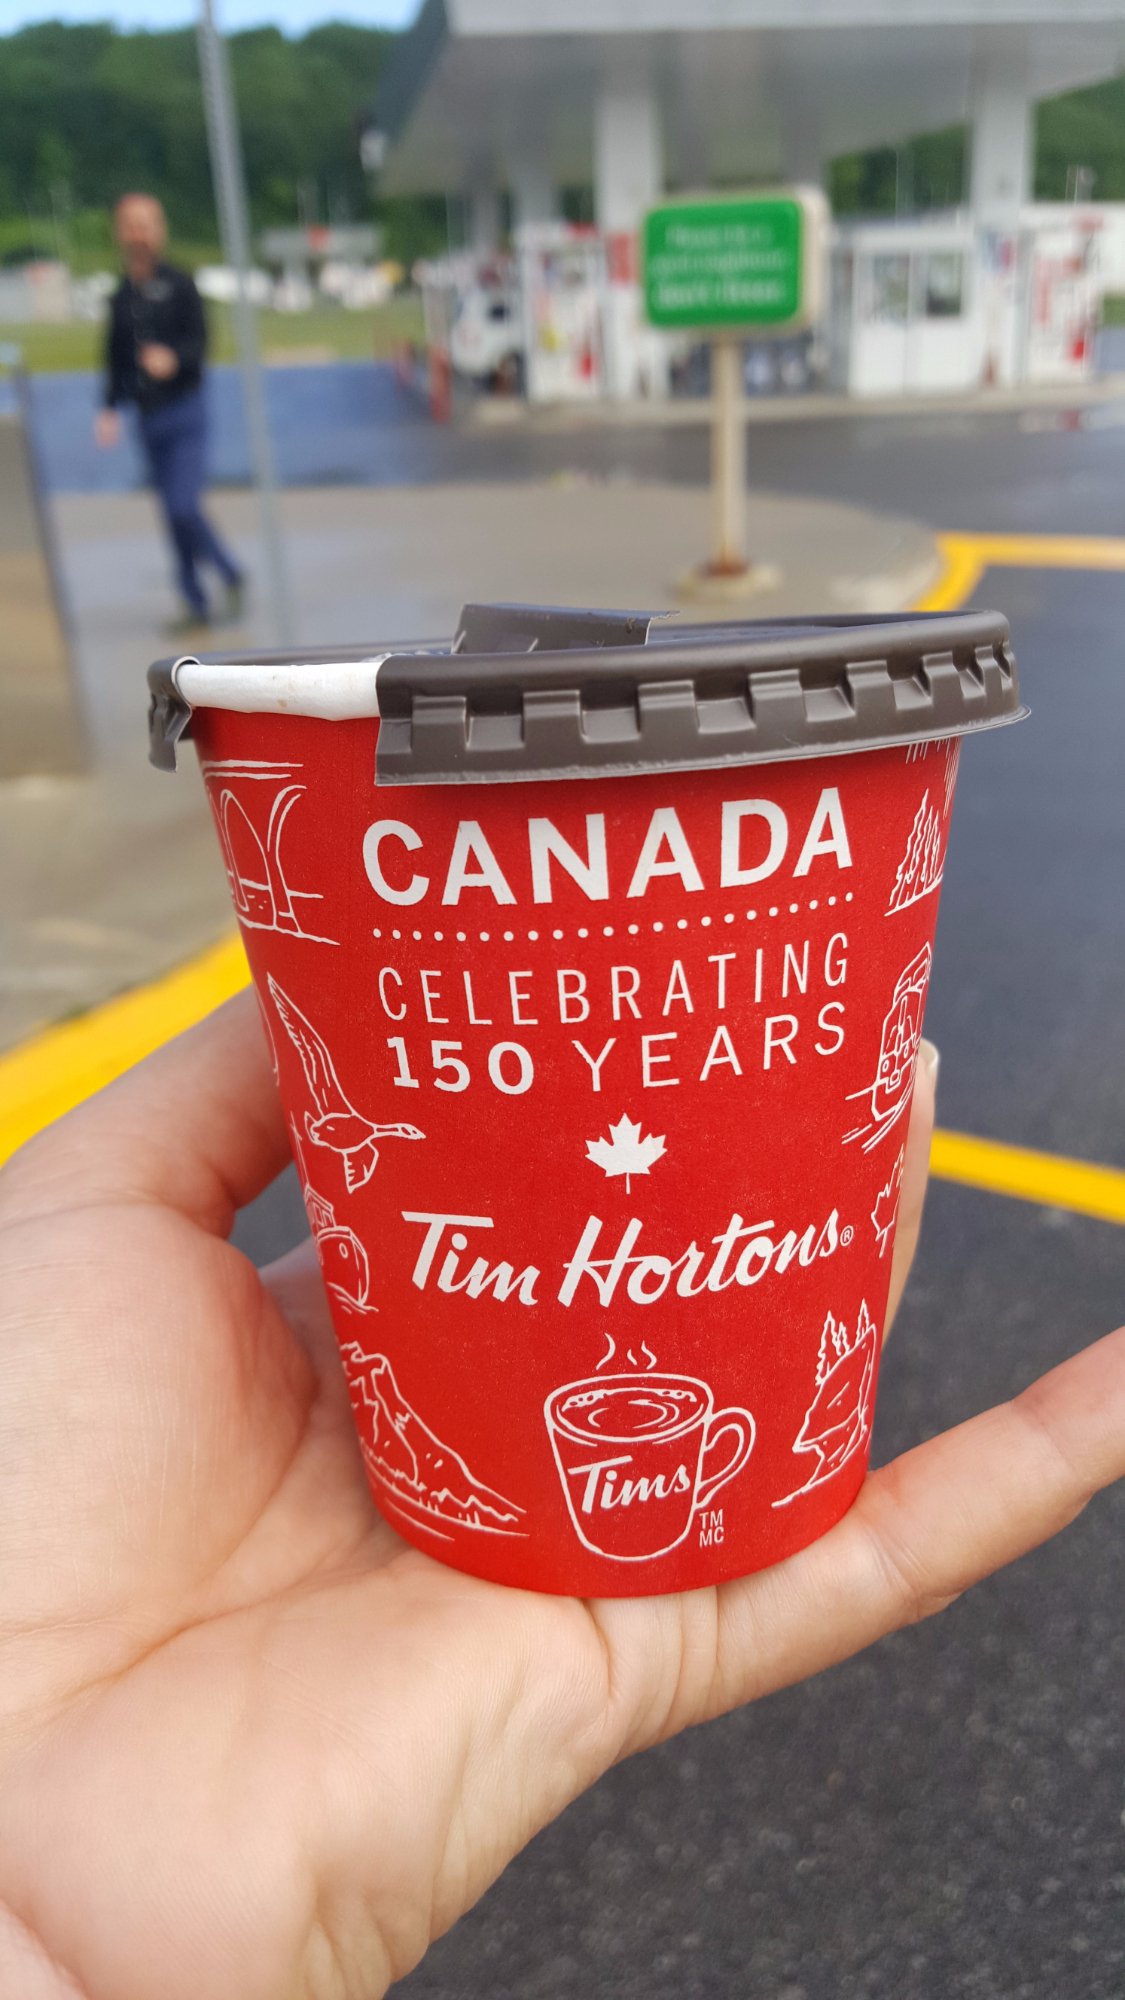 CANADA
CELEBRATING
150 YEARS
Tim Hortons®
Tims
TM
MC